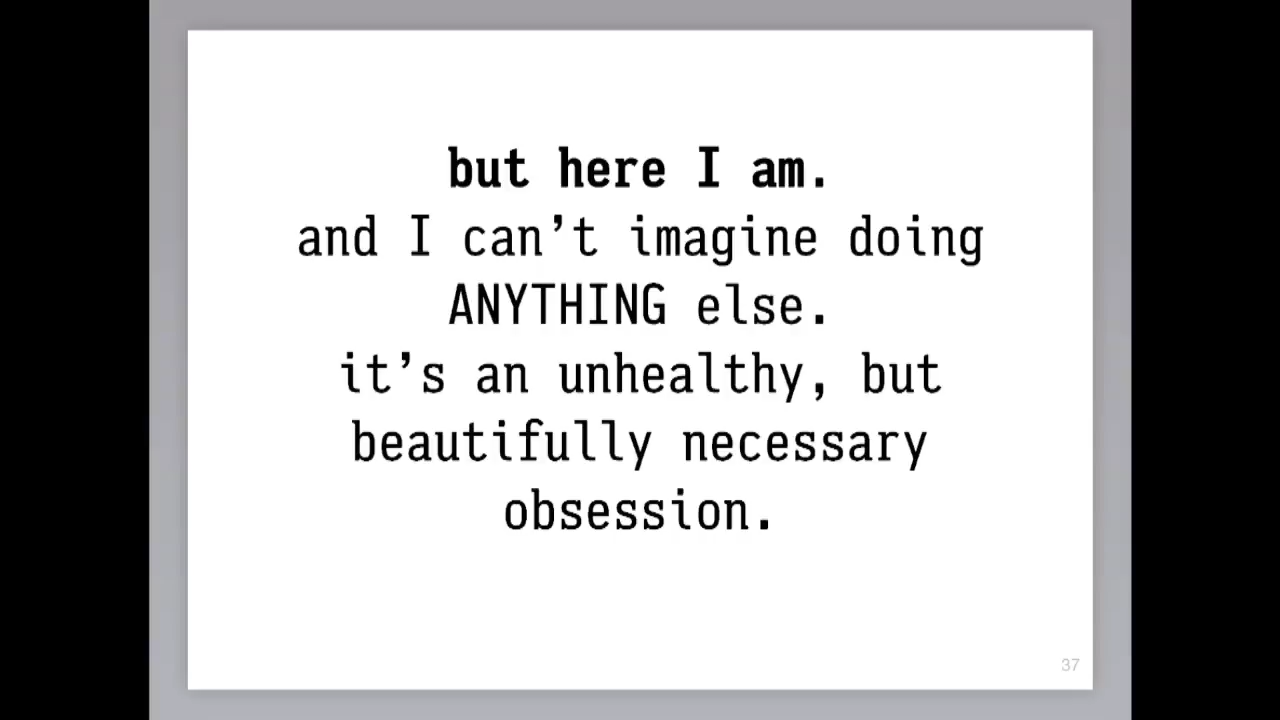 but here I am.
and I can’t imagine doing
ANYTHING else.
it’s an unhealthy, but
beautifully necessary
obsession.
37